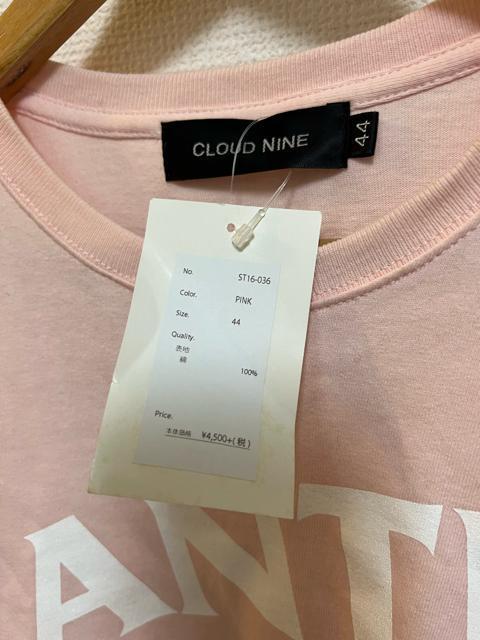 CLOUD NINE
44
No. ST16-036
Color. PINK
Size. 44
Quality.
表地
綿 100%
Price.
本体価格 ¥4,500+(税)
ANTI